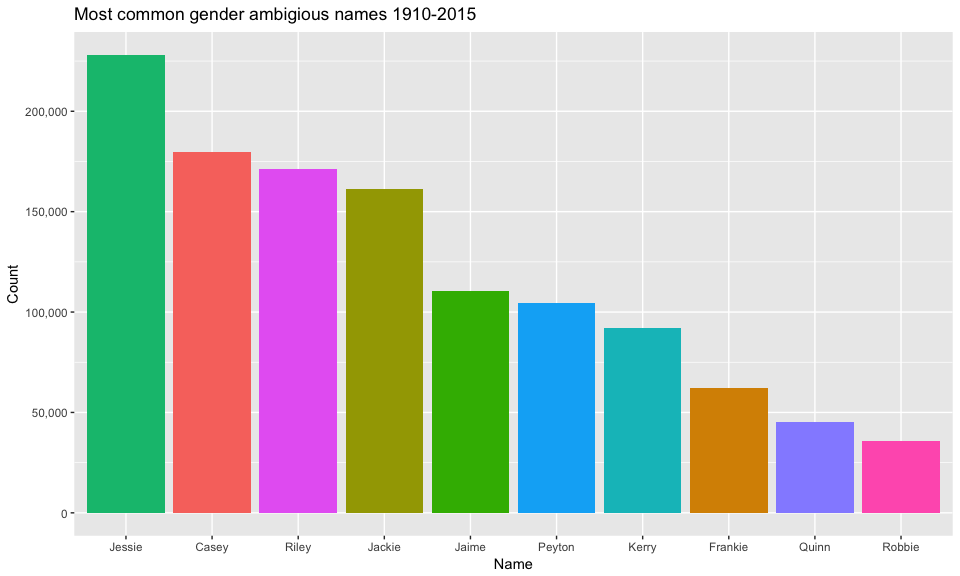 Most common gender ambigious names 1910-2015
Count
200,000
150,000
100,000
50,000
0
Jessie Casey Riley Jackie Jaime Peyton Kerry Frankie Quinn Robbie
Name